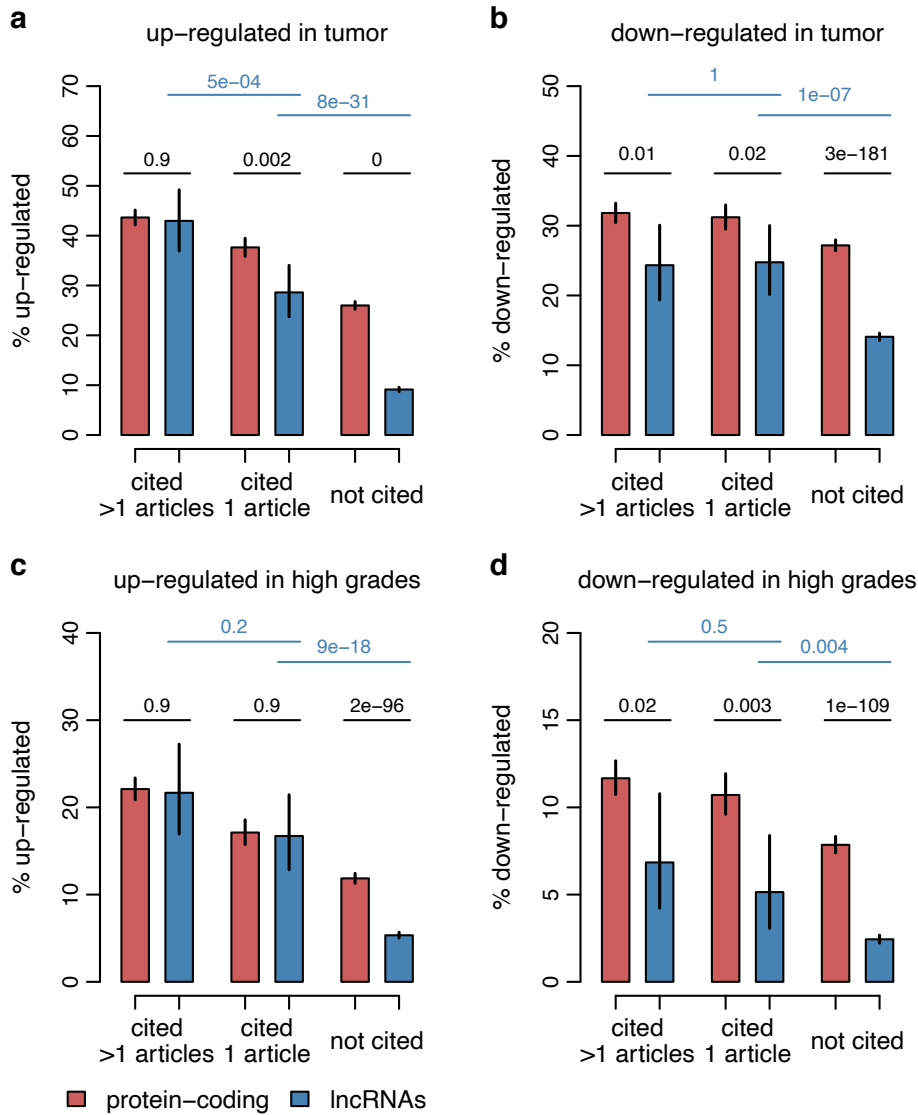 a
up−regulated in tumor
% up−regulated
0
10
20
30
40
50
60
70
5e−04
8e−31
0.9
0.002
0
cited
>1 articles
cited
1 article
not cited
b
down−regulated in tumor
% down−regulated
0
10
20
30
40
50
1
1e−07
0.01
0.02
3e−181
cited
>1 articles
cited
1 article
not cited
c
up−regulated in high grades
% up−regulated
0
10
20
30
40
0.2
9e−18
0.9
0.9
2e−96
cited
>1 articles
cited
1 article
not cited
d
down−regulated in high grades
% down−regulated
0
5
10
15
20
0.5
0.004
0.02
0.003
1e−109
cited
>1 articles
cited
1 article
not cited
protein−coding
lncRNAs